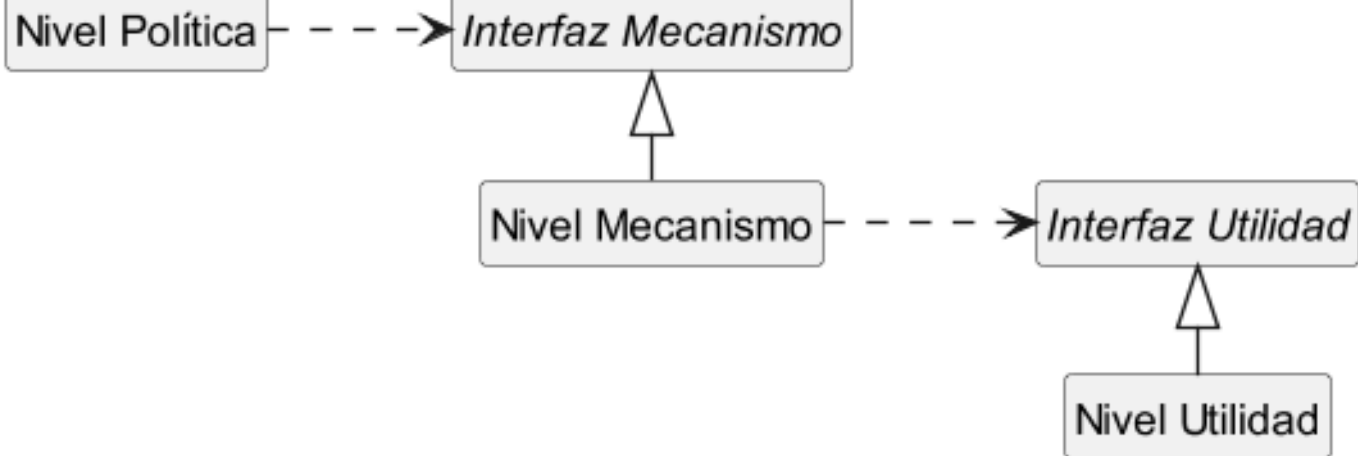 Nivel Política
Interfaz Mecanismo
Nivel Mecanismo
Interfaz Utilidad
Nivel Utilidad